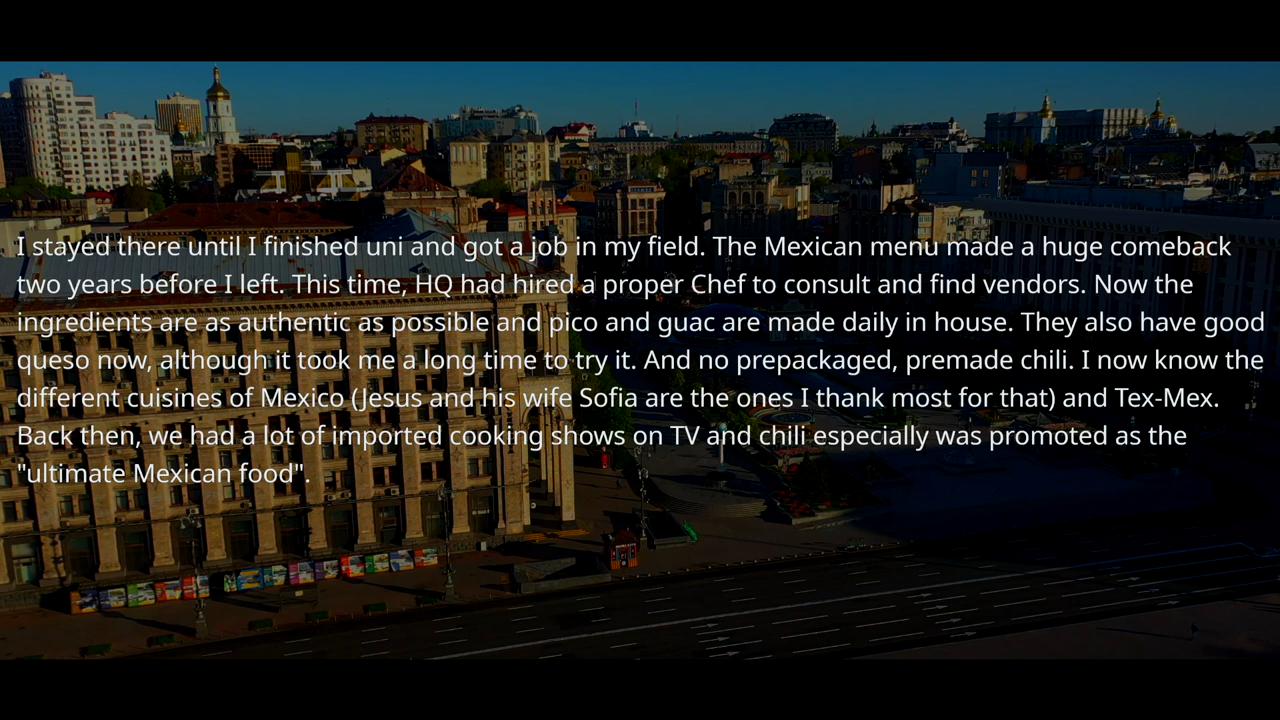 I stayed there until I finished uni and got a job in my field. The Mexican menu made a huge comeback
two years before I left. This time, HQ had hired a proper Chef to consult and find vendors. Now the
ingredients are as authentic as possible and pico and guac are made daily in house. They also have good
queso now, although it took me a long time to try it. And no prepackaged, premade chili. I now know the
different cuisines of Mexico (Jesus and his wife Sofia are the ones I thank most for that) and Tex-Mex.
Back then, we had a lot of imported cooking shows on TV and chili especially was promoted as the
"ultimate Mexican food".